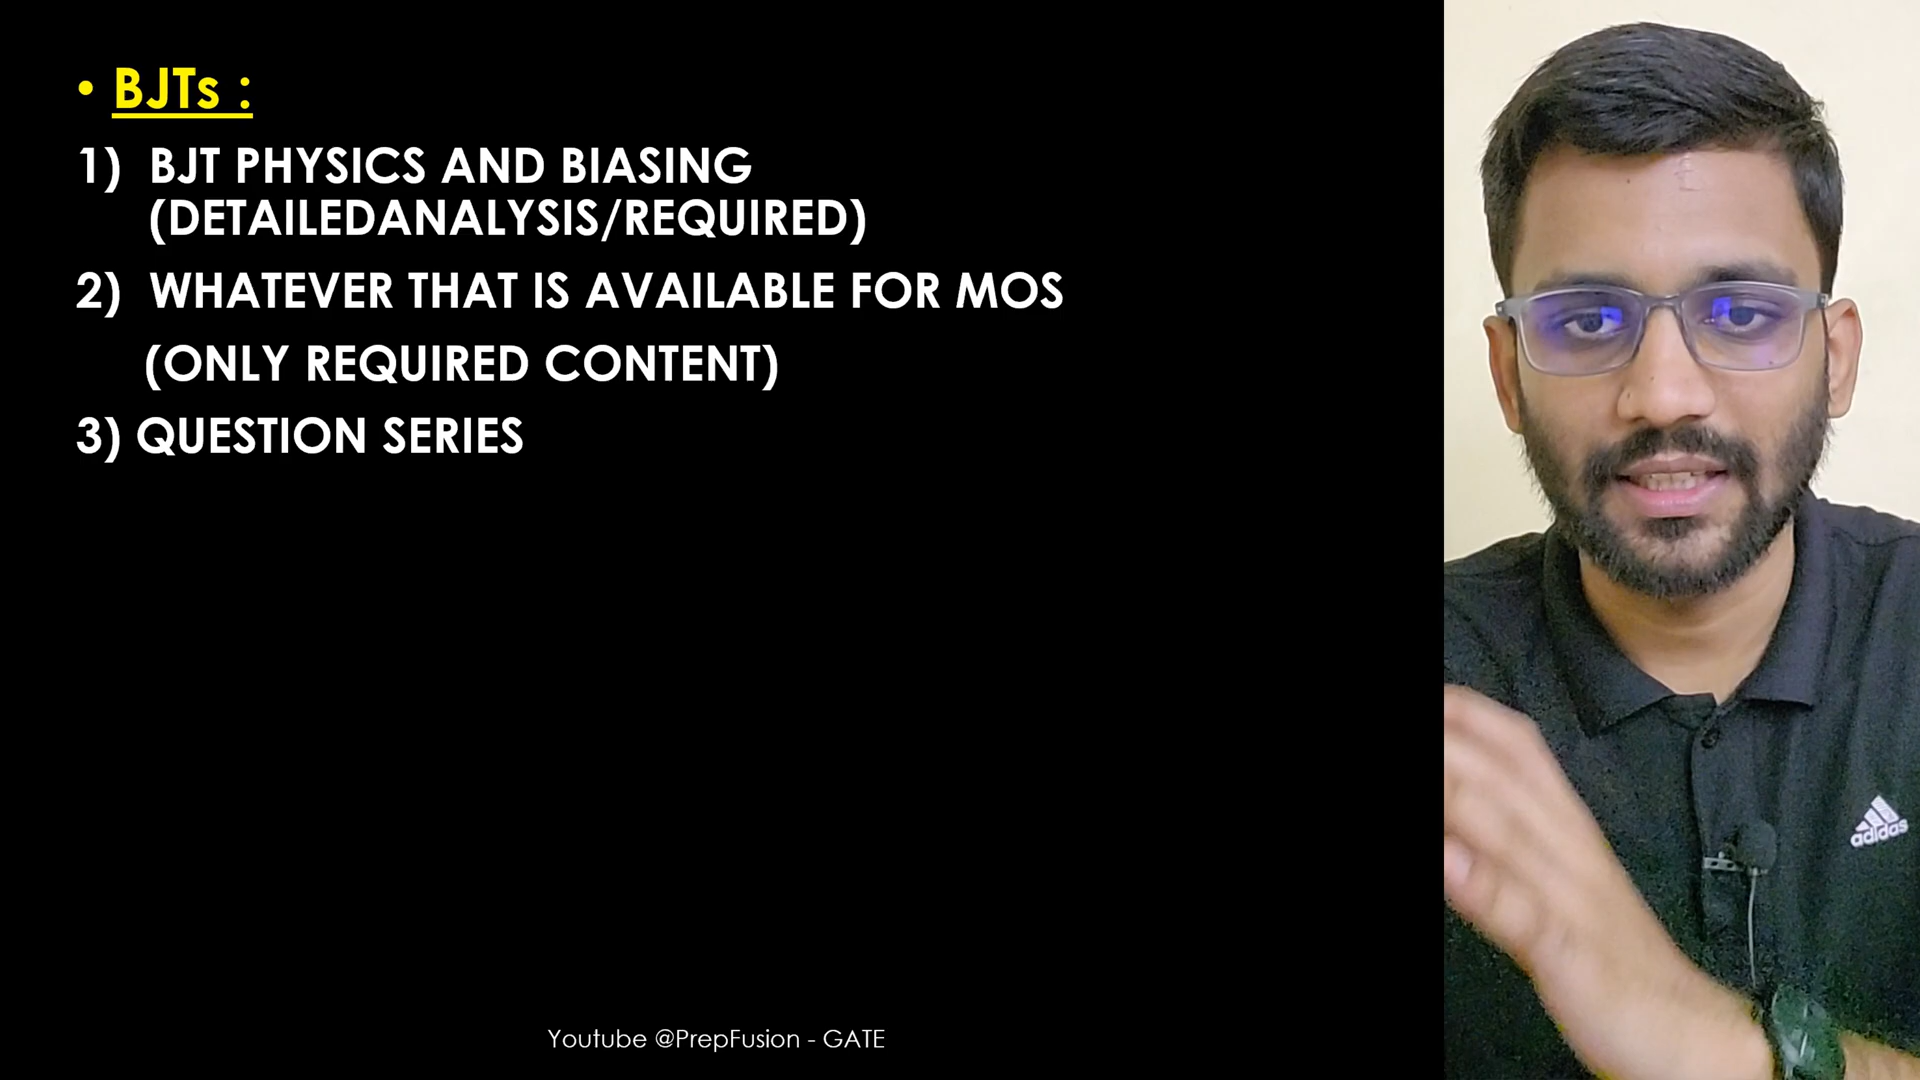 • BJTs :
1) BJT PHYSICS AND BIASING
(DETAILEDANALYSIS/REQUIRED)
2) WHATEVER THAT IS AVAILABLE FOR MOS
(ONLY REQUIRED CONTENT)
3) QUESTION SERIES
adidas
Youtube @PrepFusion - GATE